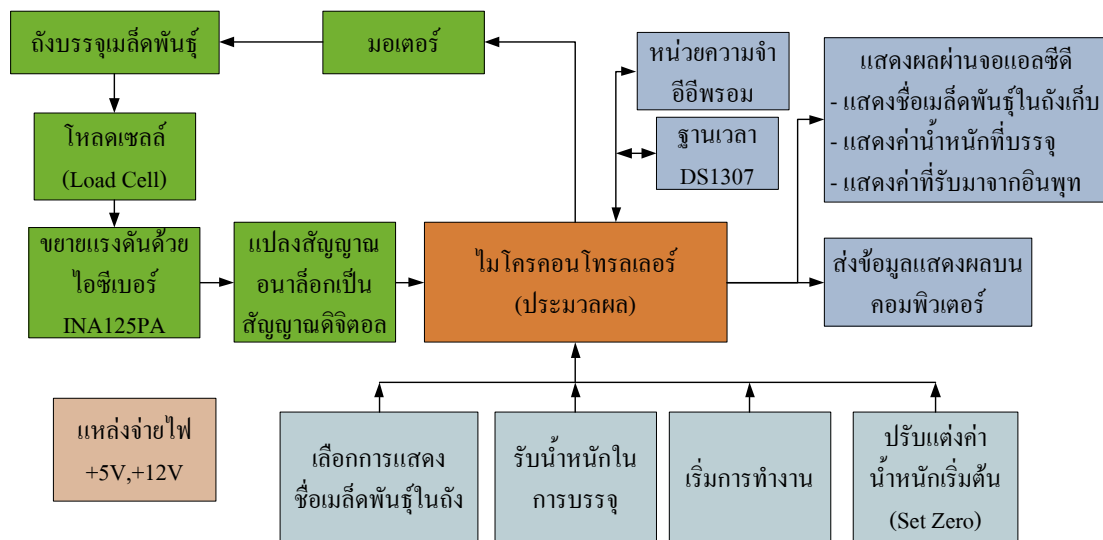 ถังบรรจุเมล็ดพันธุ์
มอเตอร์
หน่วยความจำ
อีอีพรอม
แสดงผลผ่านจอแอลซีดี
- แสดงชื่อเมล็ดพันธุ์ในถังเก็บ
- แสดงค่าน้ำหนักที่บรรจุ
- แสดงค่าที่รับมาจากอินพุท
โหลดเซลล์
(Load Cell)
ฐานเวลา
DS1307
ขยายแรงดันด้วย
ไอซีเบอร์
INA125PA
แปลงสัญญาณ
อนาล็อกเป็น
สัญญาณดิจิตอล
ไมโครคอนโทรลเลอร์
(ประมวลผล)
ส่งข้อมูลแสดงผลบน
คอมพิวเตอร์
แหล่งจ่ายไฟ
+5V,+12V
เลือกการแสดง
ชื่อเมล็ดพันธุ์ในถัง
รับน้ำหนักใน
การบรรจุ
เริ่มการทำงาน
ปรับแต่งค่า
น้ำหนักเริ่มต้น
(Set Zero)